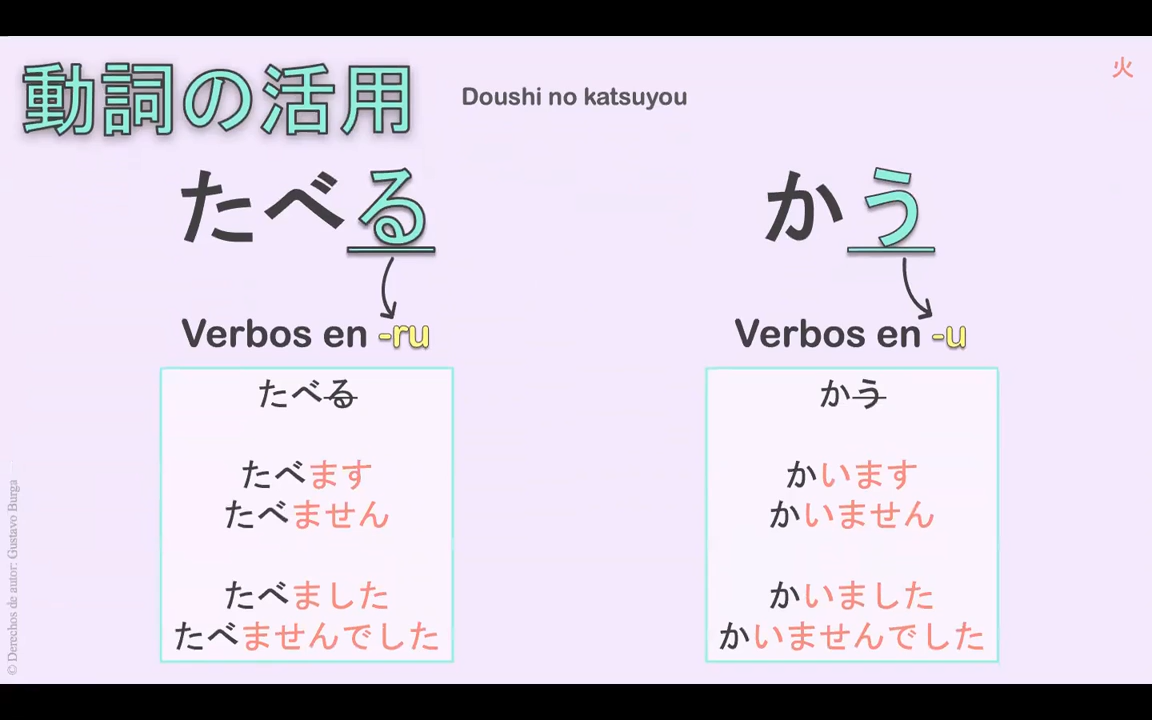 動詞の活用
Doushi no katsuyou
火
たべる
かう
Verbos en -ru
Verbos en -u
たべる
たべます
たべません
たべました
たべませんでした
かう
かいます
かいません
かいました
かいませんでした
© Derechos de autor: Gustavo Burga